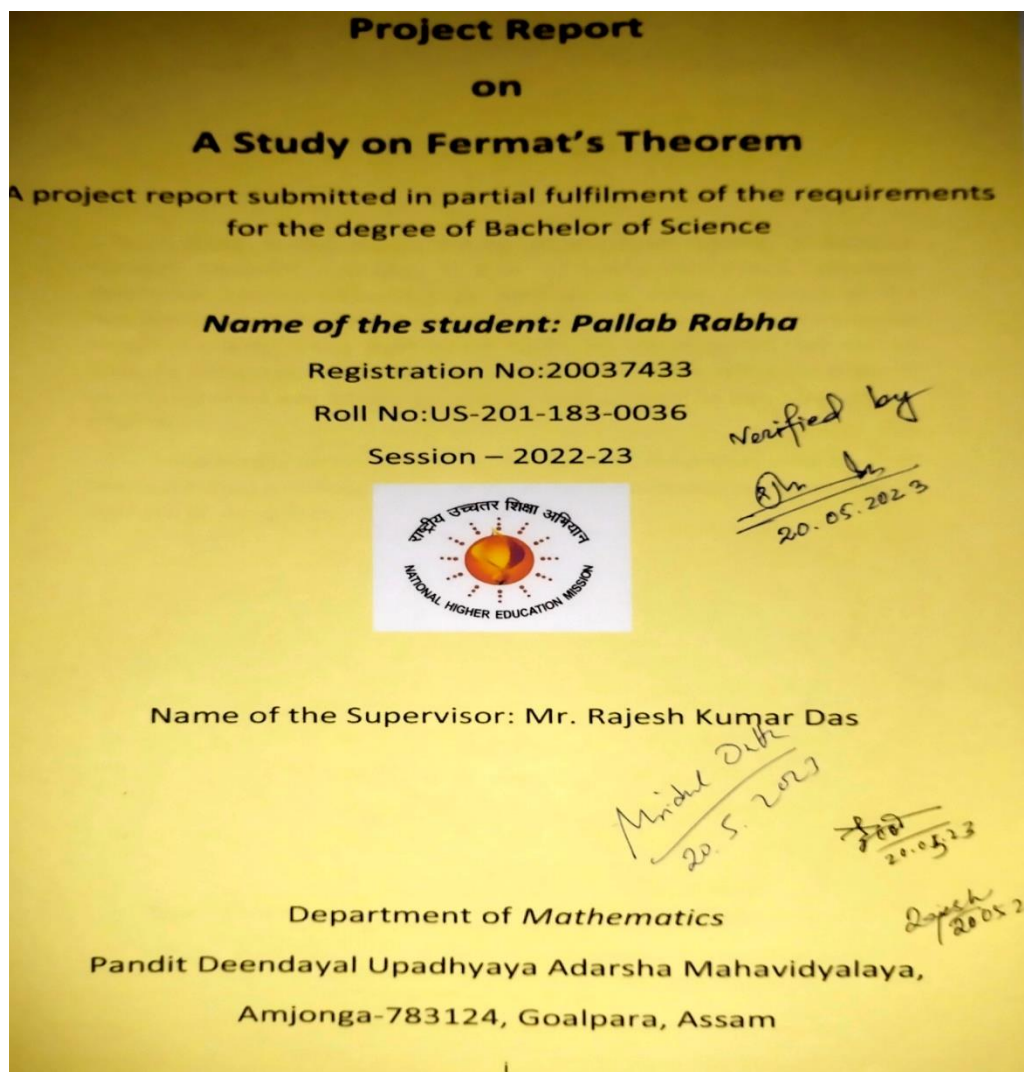 Project Report
on
A Study on Fermat's Theorem
A project report submitted in partial fulfilment of the requirements
for the degree of Bachelor of Science
Name of the student: Pallab Rabha
Registration No:20037433
Roll No:US-201-183-0036
Session – 2022-23
Verified by
20.05.2023
राष्ट्रीय उच्चतर शिक्षा अभियान
NATIONAL HIGHER EDUCATION MISSION
Name of the Supervisor: Mr. Rajesh Kumar Das
20.5.2023
20.05.23
Department of Mathematics
Rajesh
Pandit Deendayal Upadhyaya Adarsha Mahavidyalaya,
Amjonga-783124, Goalpara, Assam
i